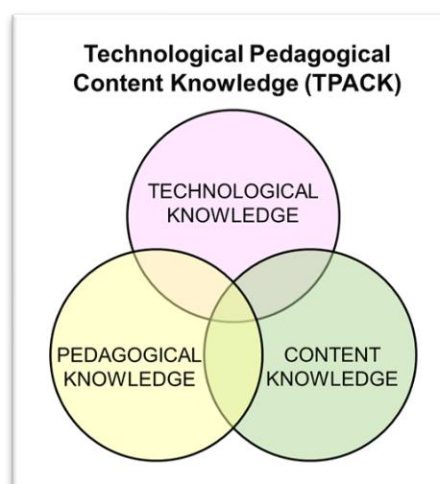 Technological Pedagogical
Content Knowledge (TPACK)
TECHNOLOGICAL
KNOWLEDGE
PEDAGOGICAL
KNOWLEDGE
CONTENT
KNOWLEDGE